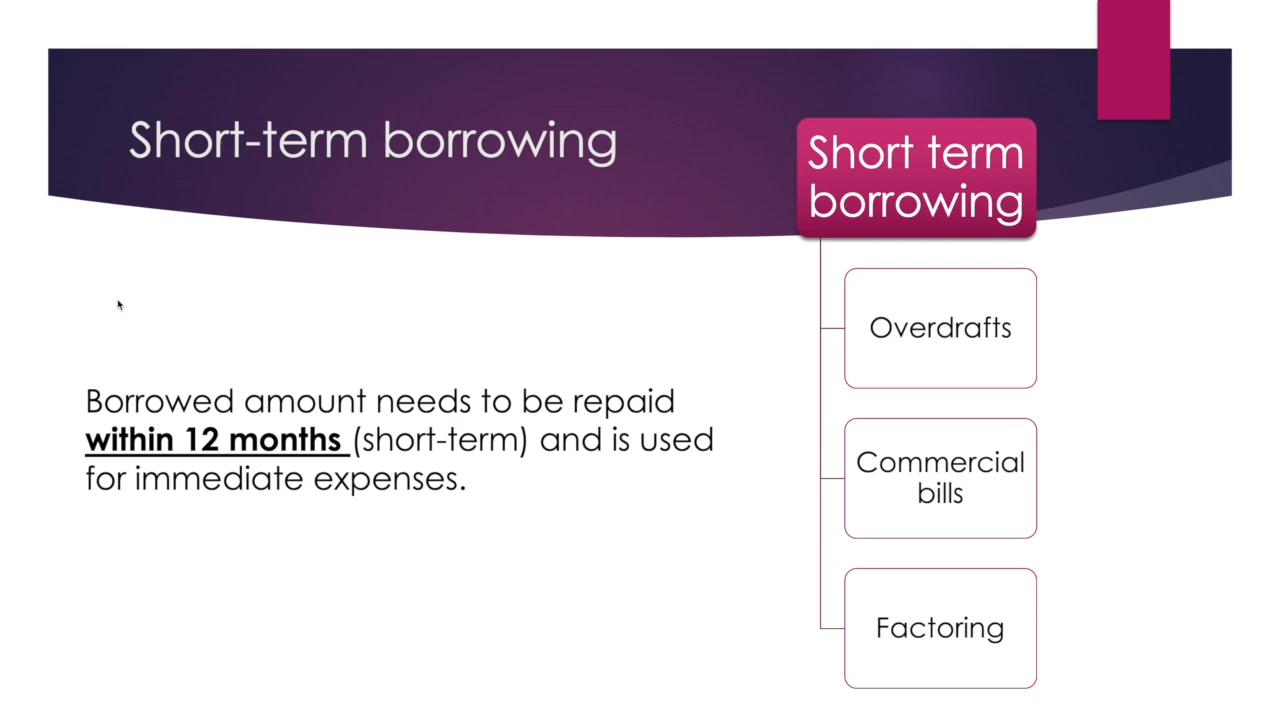 Short-term borrowing
Borrowed amount needs to be repaid
within 12 months (short-term) and is used
for immediate expenses.
Short term
borrowing
Overdrafts
Commercial
bills
Factoring